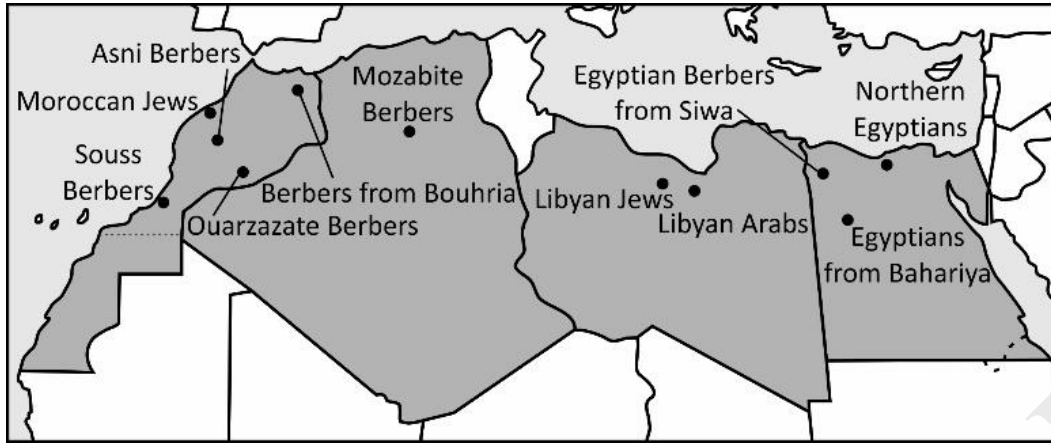 Asni Berbers
Moroccan Jews
Souss
Berbers
Mozabite
Berbers
Berbers from Bouhria
Ouarzazate Berbers
Egyptian Berbers
from Siwa
Northern
Egyptians
Libyan Jews
Libyan Arabs
Egyptians
from Bahariya